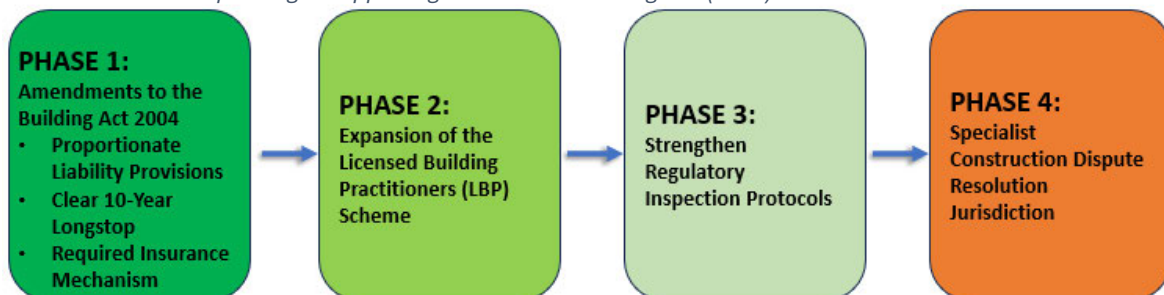 PHASE 1:
Amendments to the
Building Act 2004
• Proportionate
Liability Provisions
• Clear 10-Year
Longstop
• Required Insurance
Mechanism
PHASE 2:
Expansion of the
Licensed Building
Practitioners (LBP)
Scheme
PHASE 3:
Strengthen
Regulatory
Inspection Protocols
PHASE 4:
Specialist
Construction Dispute
Resolution
Jurisdiction